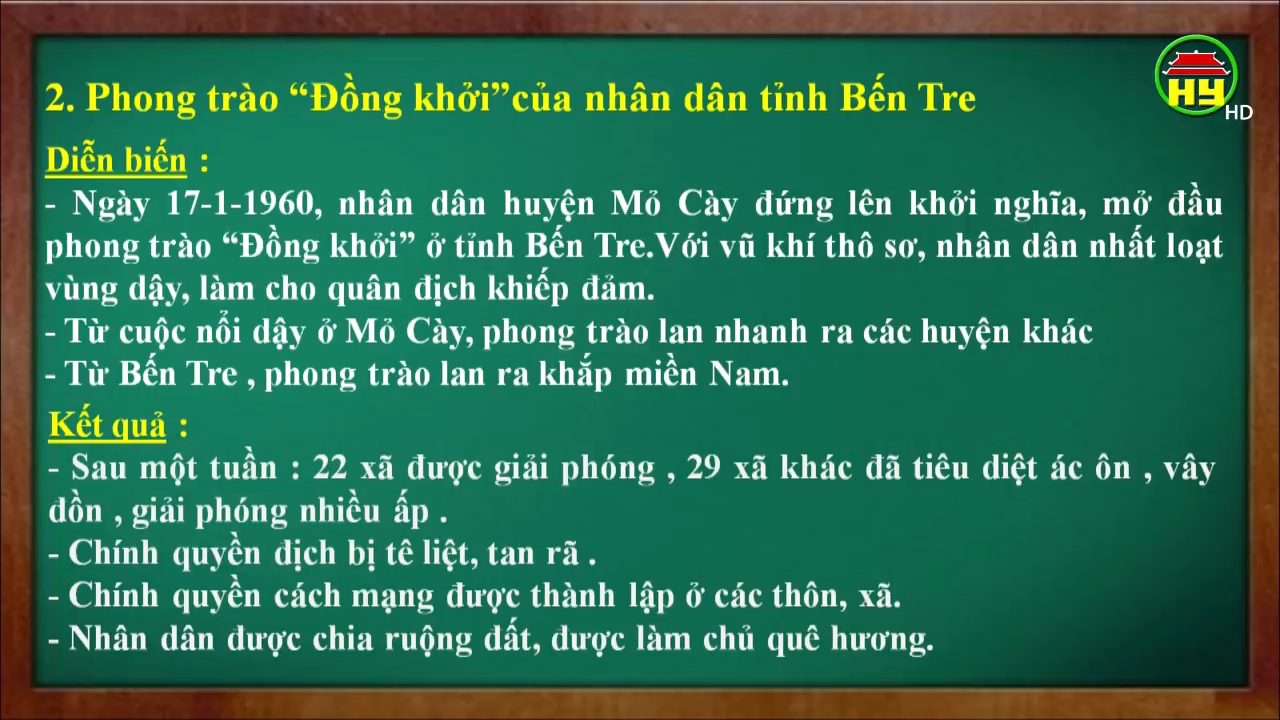 2. Phong trào “Đồng khởi”của nhân dân tỉnh Bến Tre
HY
HD
Diễn biến :
- Ngày 17-1-1960, nhân dân huyện Mỏ Cày đứng lên khởi nghĩa, mở đầu
phong trào “Đồng khởi” ở tỉnh Bến Tre.Với vũ khí thô sơ, nhân dân nhất loạt
vùng dậy, làm cho quân địch khiếp đảm.
- Từ cuộc nổi dậy ở Mỏ Cày, phong trào lan nhanh ra các huyện khác
- Từ Bến Tre , phong trào lan ra khắp miền Nam.
Kết quả :
- Sau một tuần : 22 xã được giải phóng , 29 xã khác đã tiêu diệt ác ôn , vây
đồn , giải phóng nhiều ấp .
- Chính quyền địch bị tê liệt, tan rã .
- Chính quyền cách mạng được thành lập ở các thôn, xã.
- Nhân dân được chia ruộng đất, được làm chủ quê hương.